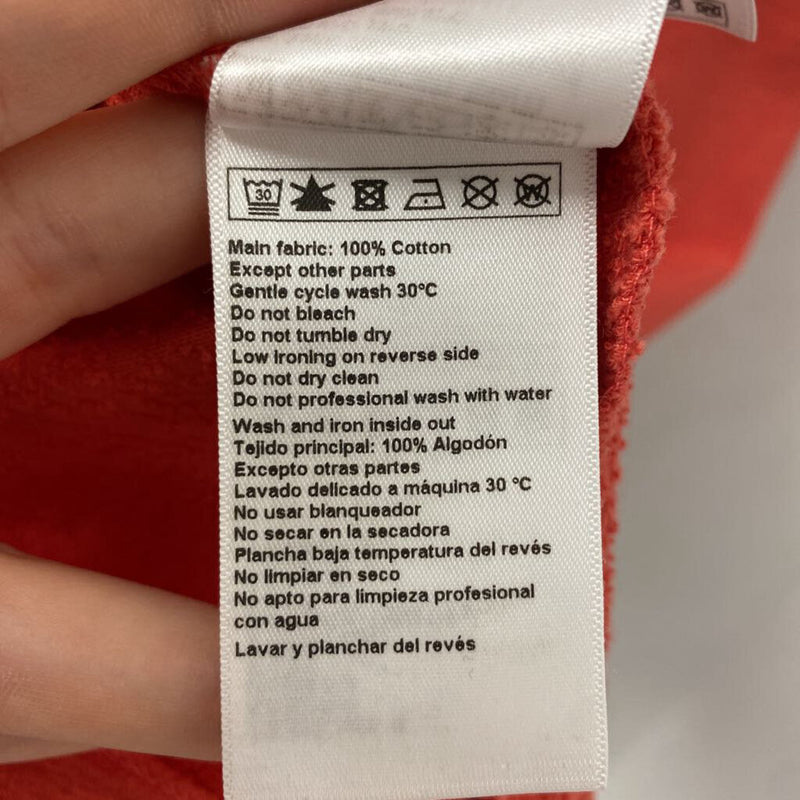 30
W
Main fabric: 100% Cotton
Except other parts
Gentle cycle wash 30°C
Do not bleach
Do not tumble dry
Low ironing on reverse side
Do not dry clean
Do not professional wash with water
Wash and iron inside out
Tejido principal: 100% Algodón
Excepto otras partes
Lavado delicado a máquina 30 °C
No usar blanqueador
No secar en la secadora
Plancha baja temperatura del revés
No limpiar en seco
No apto para limpieza profesional
con agua
Lavar y planchar del revés